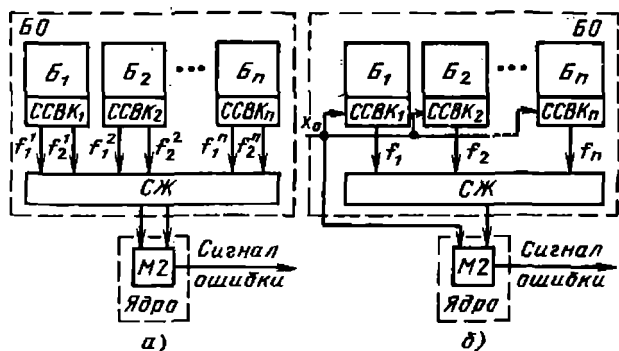 БО
Б₁ Б₂ ••• Бₙ
ССВК₁ ССВК₂ ССВКₙ
f₁¹ f₂¹ f₁² f₂² f₁ⁿ f₂ⁿ
СЖ
М2
Сигнал
ошибки
Ядро
а)
БО
Б₁ Б₂ ••• Бₙ
x₀
ССВК₁ ССВК₂ ССВКₙ
f₁ f₂ fₙ
СЖ
М2
Сигнал
ошибки
Ядро
б)